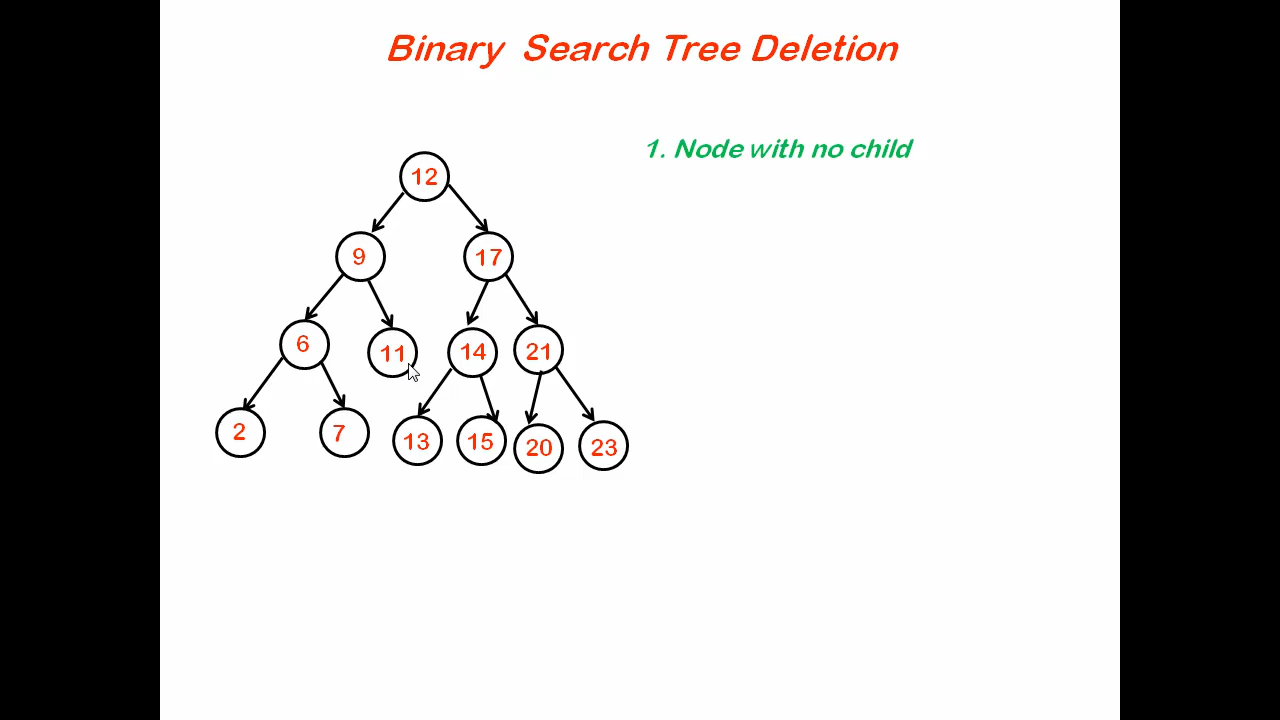 Binary Search Tree Deletion
1. Node with no child
12
9 17
6 11 14 21
2 7 13 15 20 23